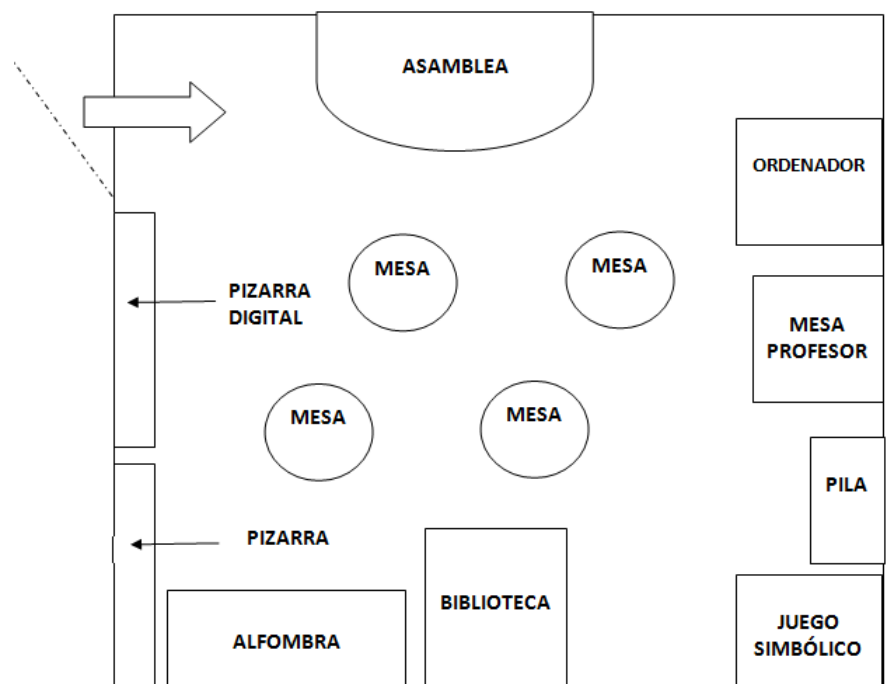 ASAMBLEA
ORDENADOR
MESA
MESA
PIZARRA
DIGITAL
MESA
PROFESOR
MESA
MESA
PILA
PIZARRA
BIBLIOTECA
ALFOMBRA
JUEGO
SIMBÓLICO